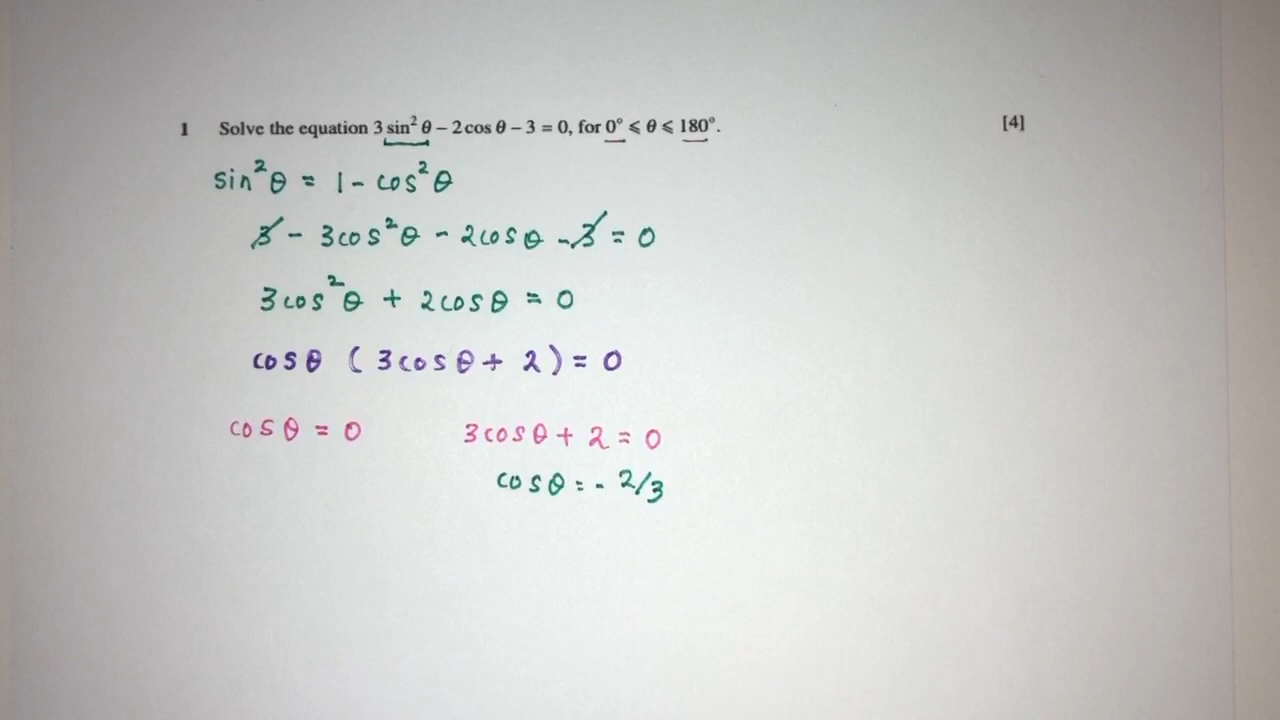 1 Solve the equation 3 sin² θ – 2 cos θ – 3 = 0, for 0° ⩽ θ ⩽ 180°. [4]
sin²θ = 1 - cos²θ
3 - 3cos²θ - 2cosθ - 3 = 0
3cos²θ + 2cosθ = 0
cosθ ( 3cosθ + 2 ) = 0
cosθ = 0 3cosθ + 2 = 0
cosθ = - 2/3